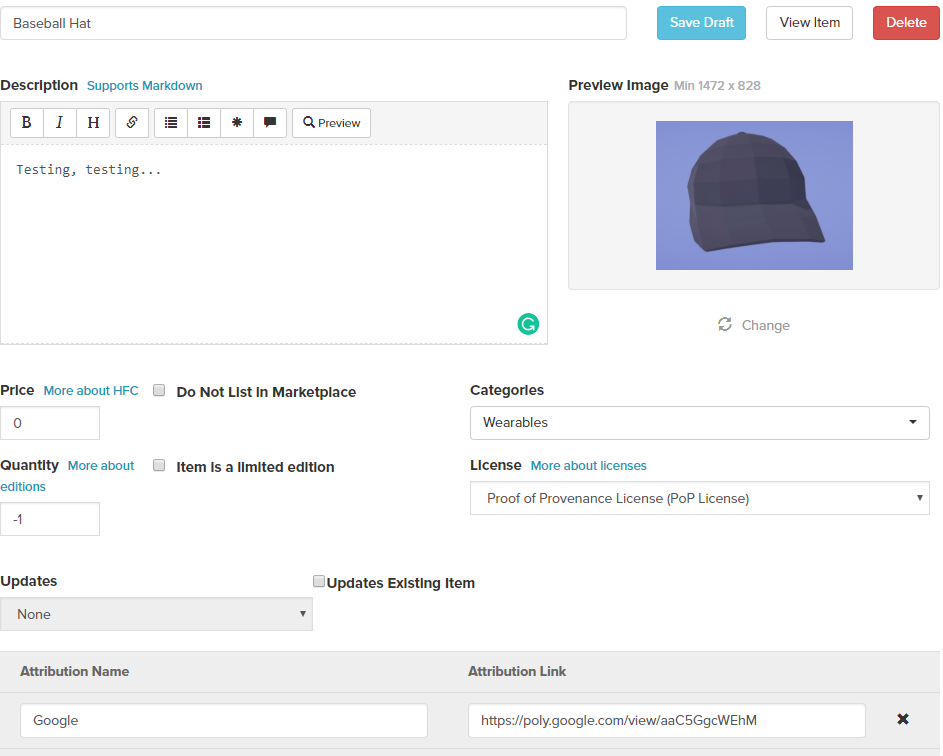 Baseball Hat
Save Draft
View Item
Delete
Description Supports Markdown
Preview Image Min 1472 x 828
B I H Preview
Testing, testing...
Change
Price More about HFC Do Not List in Marketplace
0
Categories
Wearables
Quantity More about
editions
Item is a limited edition
-1
License More about licenses
Proof of Provenance License (PoP License)
Updates
Updates Existing Item
None
Attribution Name Attribution Link
Google https://poly.google.com/view/aaC5GgcWEhM